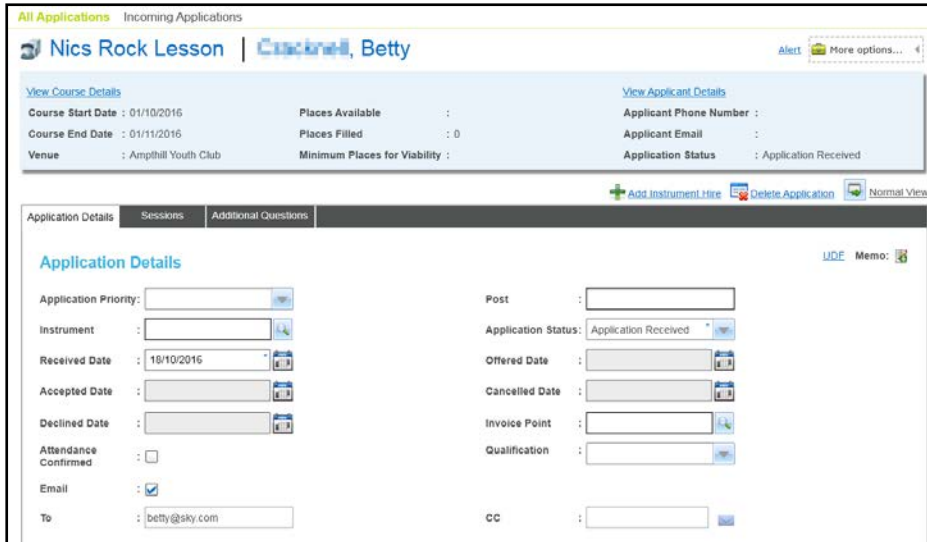 All Applications Incoming Applications
Nics Rock Lesson | , Betty Alert More options...
View Course Details View Applicant Details
Course Start Date : 01/10/2016 Places Available : Applicant Phone Number :
Course End Date : 01/11/2016 Places Filled : 0 Applicant Email :
Venue : Ampthill Youth Club Minimum Places for Viability : Application Status : Application Received
Add Instrument Hire Delete Application Normal View
Application Details Sessions Additional Questions
Application Details UDF Memo:
Application Priority: Post :
Instrument : Application Status: Application Received *
Received Date : 18/10/2016 * Offered Date :
Accepted Date : Cancelled Date :
Declined Date : Invoice Point :
Attendance Confirmed : Qualification :
Email :
To : betty@sky.com CC :